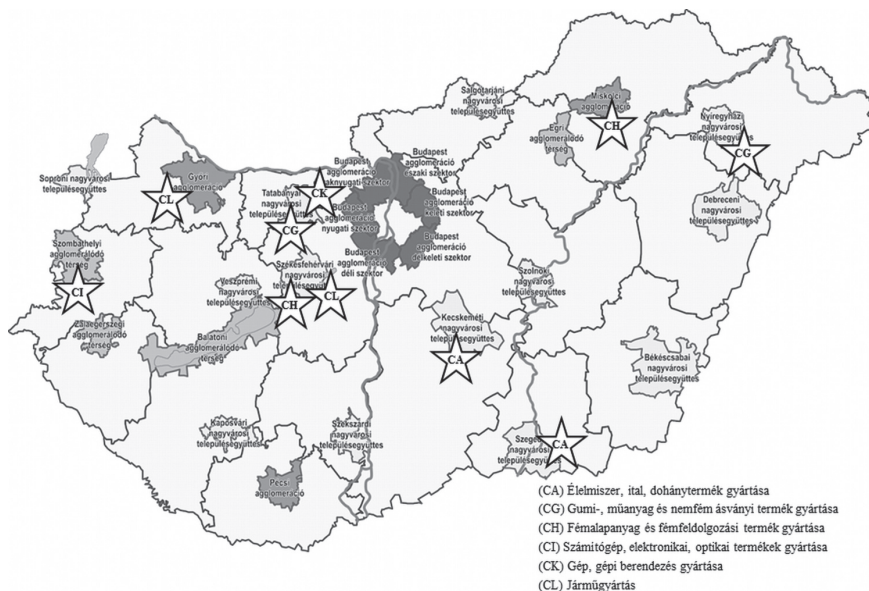 Salgótarjáni
nagyvárosi
településegyüttes
Miskolci
agglomeráció
CH
Egri
agglomerálódó
térség
Nyíregyházi
nagyvárosi
településegyüttes
CG
Debreceni
nagyvárosi
településegyüttes
Soproni nagyvárosi
településegyüttes
Győri
agglomeráció
CL
Tatabányai
nagyvárosi
településegyüttes
CG
CK
Budapest
agglomeráció
északnyugati szektor
Budapest
agglomeráció
északi szektor
Budapest
agglomeráció
keleti szektor
Budapest
agglomeráció
nyugati szektor
Budapest
agglomeráció
délkeleti szektor
Budapest
agglomeráció
déli szektor
Szombathelyi
agglomerálódó
térség
CI
Székesfehérvári
nagyvárosi
településegyüttes
CH
CL
Veszprémi
nagyvárosi
településegyüttes
Szolnoki
nagyvárosi
településegyüttes
Zalaegerszegi
agglomerálódó
térség
Balatoni
agglomerálódó
térség
Kecskeméti
nagyvárosi
településegyüttes
CA
Békéscsabai
nagyvárosi
településegyüttes
Kaposvári
nagyvárosi
településegyüttes
Szekszárdi
nagyvárosi
településegyüttes
Szegedi
nagyvárosi
településegyüttes
CA
Pécsi
agglomeráció
(CA) Élelmiszer, ital, dohánytermék gyártása
(CG) Gumi-, műanyag és nemfém ásványi termék gyártása
(CH) Fémalapanyag és fémfeldolgozási termék gyártása
(CI) Számítógép, elektronikai, optikai termékek gyártása
(CK) Gép, gépi berendezés gyártása
(CL) Járműgyártás